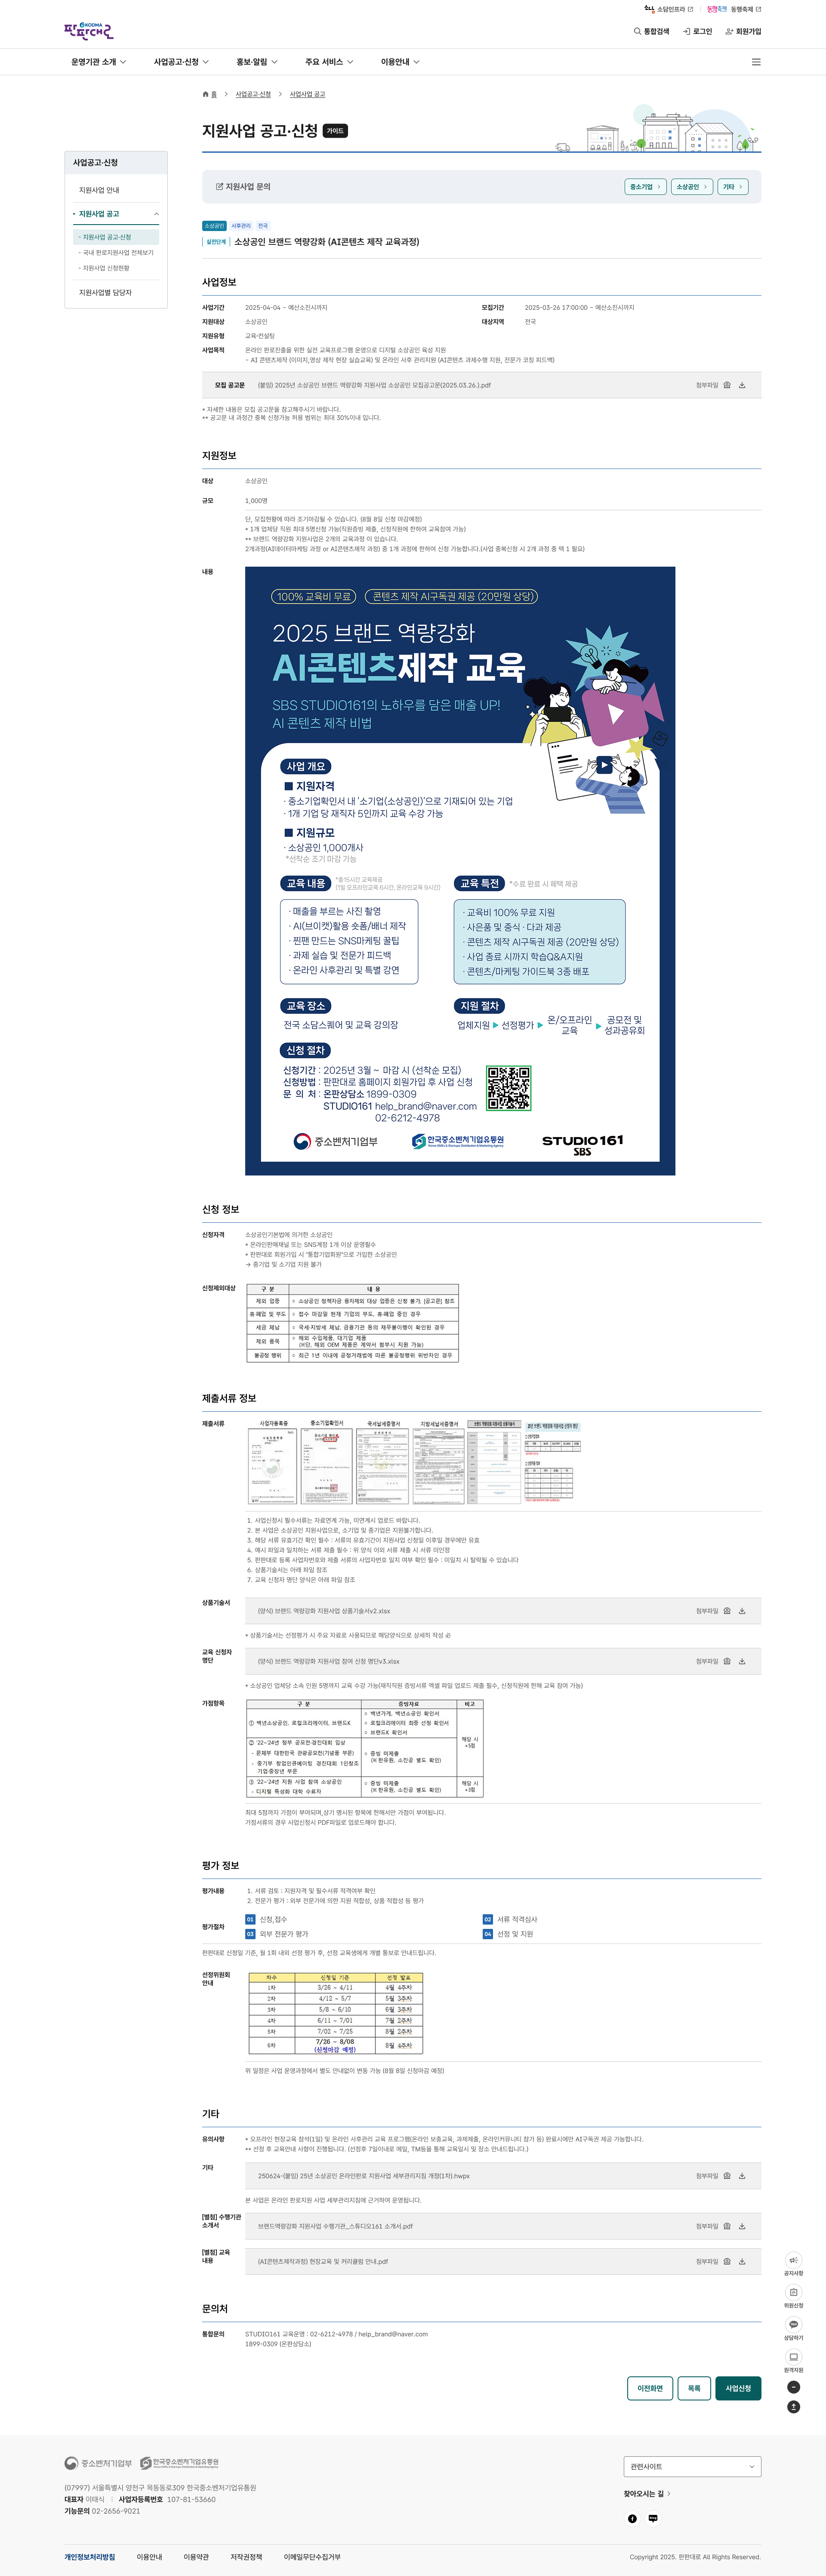 소담인프라
동행축제
KODMA
판판대로
통합검색
로그인
회원가입
운영기관 소개
사업공고·신청
홍보·알림
주요 서비스
이용안내
홈
사업공고·신청
지원사업 공고
지원사업 공고·신청
가이드
사업공고·신청
지원사업 안내
지원사업 공고
- 지원사업 공고·신청
- 국내 판로지원사업 전체보기
- 지원사업 신청현황
지원사업별 담당자
지원사업 문의
중소기업
소상공인
기타
소상공인 사후관리 전국
실전단계
소상공인 브랜드 역량강화 (AI콘텐츠 제작 교육과정)
사업정보
사업기간 2025-04-04 ~ 예산소진시까지
모집기간 2025-03-26 17:00:00 ~ 예산소진시까지
지원대상 소상공인
대상지역 전국
지원유형 교육·컨설팅
사업목적 온라인 판로진출을 위한 실전 교육프로그램 운영으로 디지털 소상공인 육성 지원
- AI 콘텐츠제작 (이미지,영상 제작 현장 실습교육) 및 온라인 사후 관리지원 (AI콘텐츠 과제수행 지원, 전문가 코칭 피드백)
모집 공고문 (붙임) 2025년 소상공인 브랜드 역량강화 지원사업 소상공인 모집공고문(2025.03.26.).pdf 첨부파일
* 자세한 내용은 모집 공고문을 참고해주시기 바랍니다.
** 공고문 내 과정간 중복 신청가능 허용 범위는 최대 30%이내 입니다.
지원정보
대상 소상공인
규모 1,000명
단, 모집현황에 따라 조기마감될 수 있습니다. (8월 8일 신청 마감예정)
* 1개 업체당 직원 최대 5명신청 가능(직원증빙 제출, 신청직원에 한하여 교육참여 가능)
** 브랜드 역량강화 지원사업은 2개의 교육과정 이 있습니다.
2개과정(AI데이터마케팅 과정 or AI콘텐츠제작 과정) 중 1개 과정에 한하여 신청 가능합니다.(사업 중복신청 시 2개 과정 중 택 1 필요)
내용
100% 교육비 무료
콘텐츠 제작 AI구독권 제공 (20만원 상당)
2025 브랜드 역량강화
AI콘텐츠제작 교육
SBS STUDIO161의 노하우를 담은 매출 UP!
AI 콘텐츠 제작 비법
사업 개요
■ 지원자격
· 중소기업확인서 내 '소기업(소상공인)'으로 기재되어 있는 기업
· 1개 기업 당 재직자 5인까지 교육 수강 가능
■ 지원규모
· 소상공인 1,000개사
*선착순 조기 마감 가능
교육 내용
*총15시간 교육제공
(1일 오프라인교육 6시간, 온라인교육 9시간)
· 매출을 부르는 사진 촬영
· AI(브이캣)활용 숏폼/배너 제작
· 찐팬 만드는 SNS마케팅 꿀팁
· 과제 실습 및 전문가 피드백
· 온라인 사후관리 및 특별 강연
교육 특전
*수료 완료 시 혜택 제공
· 교육비 100% 무료 지원
· 사은품 및 중식 · 다과 제공
· 콘텐츠 제작 AI구독권 제공 (20만원 상당)
· 사업 종료 시까지 학습Q&A지원
· 콘텐츠/마케팅 가이드북 3종 배포
교육 장소
전국 소담스퀘어 및 교육 강의장
지원 절차
업체지원 ▶ 선정평가 ▶ 온/오프라인 교육 ▶ 공모전 및 성과공유회
신청 절차
신청기간 : 2025년 3월~ 마감 시 (선착순 모집)
신청방법 : 판판대로 홈페이지 회원가입 후 사업 신청
문 의 처 : 온판상담소 1899-0309
STUDIO161 help_brand@naver.com
02-6212-4978
중소벤처기업부
한국중소벤처기업유통원
STUDIO161
SBS
신청 정보
신청자격 소상공인기본법에 의거한 소상공인
* 온라인판매채널 또는 SNS계정 1개 이상 운영필수
* 판판대로 회원가입 시 "통합기업회원"으로 가입한 소상공인
→ 중기업 및 소기업 지원 불가
신청제외대상
구 분 내 용
제외 업종 ○ 소상공인 정책자금 융자제외 대상 업종은 신청 불가, [공고문] 참조
휴·폐업 및 부도 ○ 접수 마감일 현재 기업의 부도, 휴·폐업 중인 경우
세금 체납 ○ 국세·지방세 체납, 금융기관 등의 채무불이행이 확인된 경우
제외 품목 ○ 해외 수입제품, 대기업 제품
(※단, 해외 OEM 제품은 계약서 첨부시 지원 가능)
불공정 행위 ○ 최근 1년 이내에 공정거래법에 따른 불공정행위 위반자인 경우
제출서류 정보
제출서류
사업자등록증
중소기업확인서
국세납세증명서
지방세납세증명서
1. 사업신청시 필수서류는 자료연계 가능, 미연계시 업로드 바랍니다.
2. 본 사업은 소상공인 지원사업으로, 소기업 및 중기업은 지원불가합니다.
3. 해당 서류 유효기간 확인 필수 : 서류의 유효기간이 지원사업 신청일 이후일 경우에만 유효
4. 예시 파일과 일치하는 서류 제출 필수 : 위 양식 이외 서류 제출 시 서류 미인정
5. 판판대로 등록 사업자번호와 제출 서류의 사업자번호 일치 여부 확인 필수 : 미일치 시 탈락될 수 있습니다
6. 상품기술서는 아래 파일 참조
7. 교육 신청자 명단 양식은 아래 파일 참조
상품기술서 (양식) 브랜드 역량강화 지원사업 상품기술서v2.xlsx 첨부파일
* 상품기술서는 선정평가 시 주요 자료로 사용되므로 해당양식으로 상세히 작성 必
교육 신청자
명단
(양식) 브랜드 역량강화 지원사업 참여 신청 명단v3.xlsx 첨부파일
* 소상공인 업체당 소속 인원 5명까지 교육 수강 가능(재직직원 증빙서류 엑셀 파일 업로드 제출 필수, 신청직원에 한해 교육 참여 가능)
가점항목
구 분 증빙자료 비고
① 백년소상공인, 로컬크리에이터, 브랜드K
○ 백년가게, 백년소공인 확인서
○ 로컬크리에이터 최종 선정 확인서
○ 브랜드K 확인서
② '22~'24년 정부 공모전·경진대회 입상
- 문체부 대한민국 관광공모전(기념품 부문)
- 중기부 창업인큐베이팅 경진대회 1인창조기업·중장년 부문
○ 증빙 미제출
(※ 한유원, 소진공 별도 확인)
해당 시
+5점
③ '22~'24년 지원 사업 참여 소상공인
- 디지털 특성화 대학 수료자
○ 증빙 미제출
(※ 한유원, 소진공 별도 확인)
해당 시
+3점
최대 5점까지 가점이 부여되며,상기 명시된 항목에 한해서만 가점이 부여됩니다.
가점서류의 경우 사업신청시 PDF파일로 업로드해야 합니다.
평가 정보
평가내용 1. 서류 검토 : 지원자격 및 필수서류 적격여부 확인
2. 전문가 평가 : 외부 전문가에 의한 지원 적합성, 상품 적합성 등 평가
평가절차
01 신청,접수
02 서류 적격심사
03 외부 전문가 평가
04 선정 및 지원
판판대로 신청일 기준, 월 1회 내외 선정 평가 후, 선정 교육생에게 개별 통보로 안내드립니다.
선정위원회
안내
차수 신청일 기준 선정 발표
1차 3/26 ~ 4/11 4월 4주차
2차 4/12 ~ 5/7 5월 3주차
3차 5/8 ~ 6/10 6월 3주차
4차 6/11 ~ 7/01 7월 2주차
5차 7/02 ~ 7/25 8월 2주차
6차 7/26 ~ 8/08 (신청마감 예정) 8월 4주차
위 일정은 사업 운영과정에서 별도 안내없이 변동 가능 (8월 8일 신청마감 예정)
기타
유의사항 * 오프라인 현장교육 참석(1일) 및 온라인 사후관리 교육 프로그램(온라인 보충교육, 과제제출, 온라인커뮤니티 참가 등) 완료시에만 AI구독권 제공 가능합니다.
** 선정 후 교육안내 사항이 진행됩니다. (선정후 7일이내로 메일, TM등을 통해 교육일시 및 장소 안내드립니다.)
기타 250624-(붙임) 25년 소상공인 온라인판로 지원사업 세부관리지침 개정(1차).hwpx 첨부파일
본 사업은 온라인 판로지원 사업 세부관리지침에 근거하여 운영됩니다.
[별첨] 수행기관
소개서
브랜드역량강화 지원사업 수행기관_스튜디오161 소개서.pdf 첨부파일
[별첨] 교육
내용
(AI콘텐츠제작과정) 현장교육 및 커리큘럼 안내.pdf 첨부파일
문의처
통합문의 STUDIO161 교육운영 : 02-6212-4978 / help_brand@naver.com
1899-0309 (온판상담소)
이전화면
목록
사업신청
공지사항
위원신청
상담하기
원격지원
중소벤처기업부
한국중소벤처기업유통원
(07997) 서울특별시 양천구 목동동로309 한국중소벤처기업유통원
대표자 이태식 사업자등록번호 107-81-53660
기능문의 02-2656-9021
관련사이트
찾아오시는 길
개인정보처리방침
이용안내
이용약관
저작권정책
이메일무단수집거부
Copyright 2025. 판판대로 All Rights Reserved.